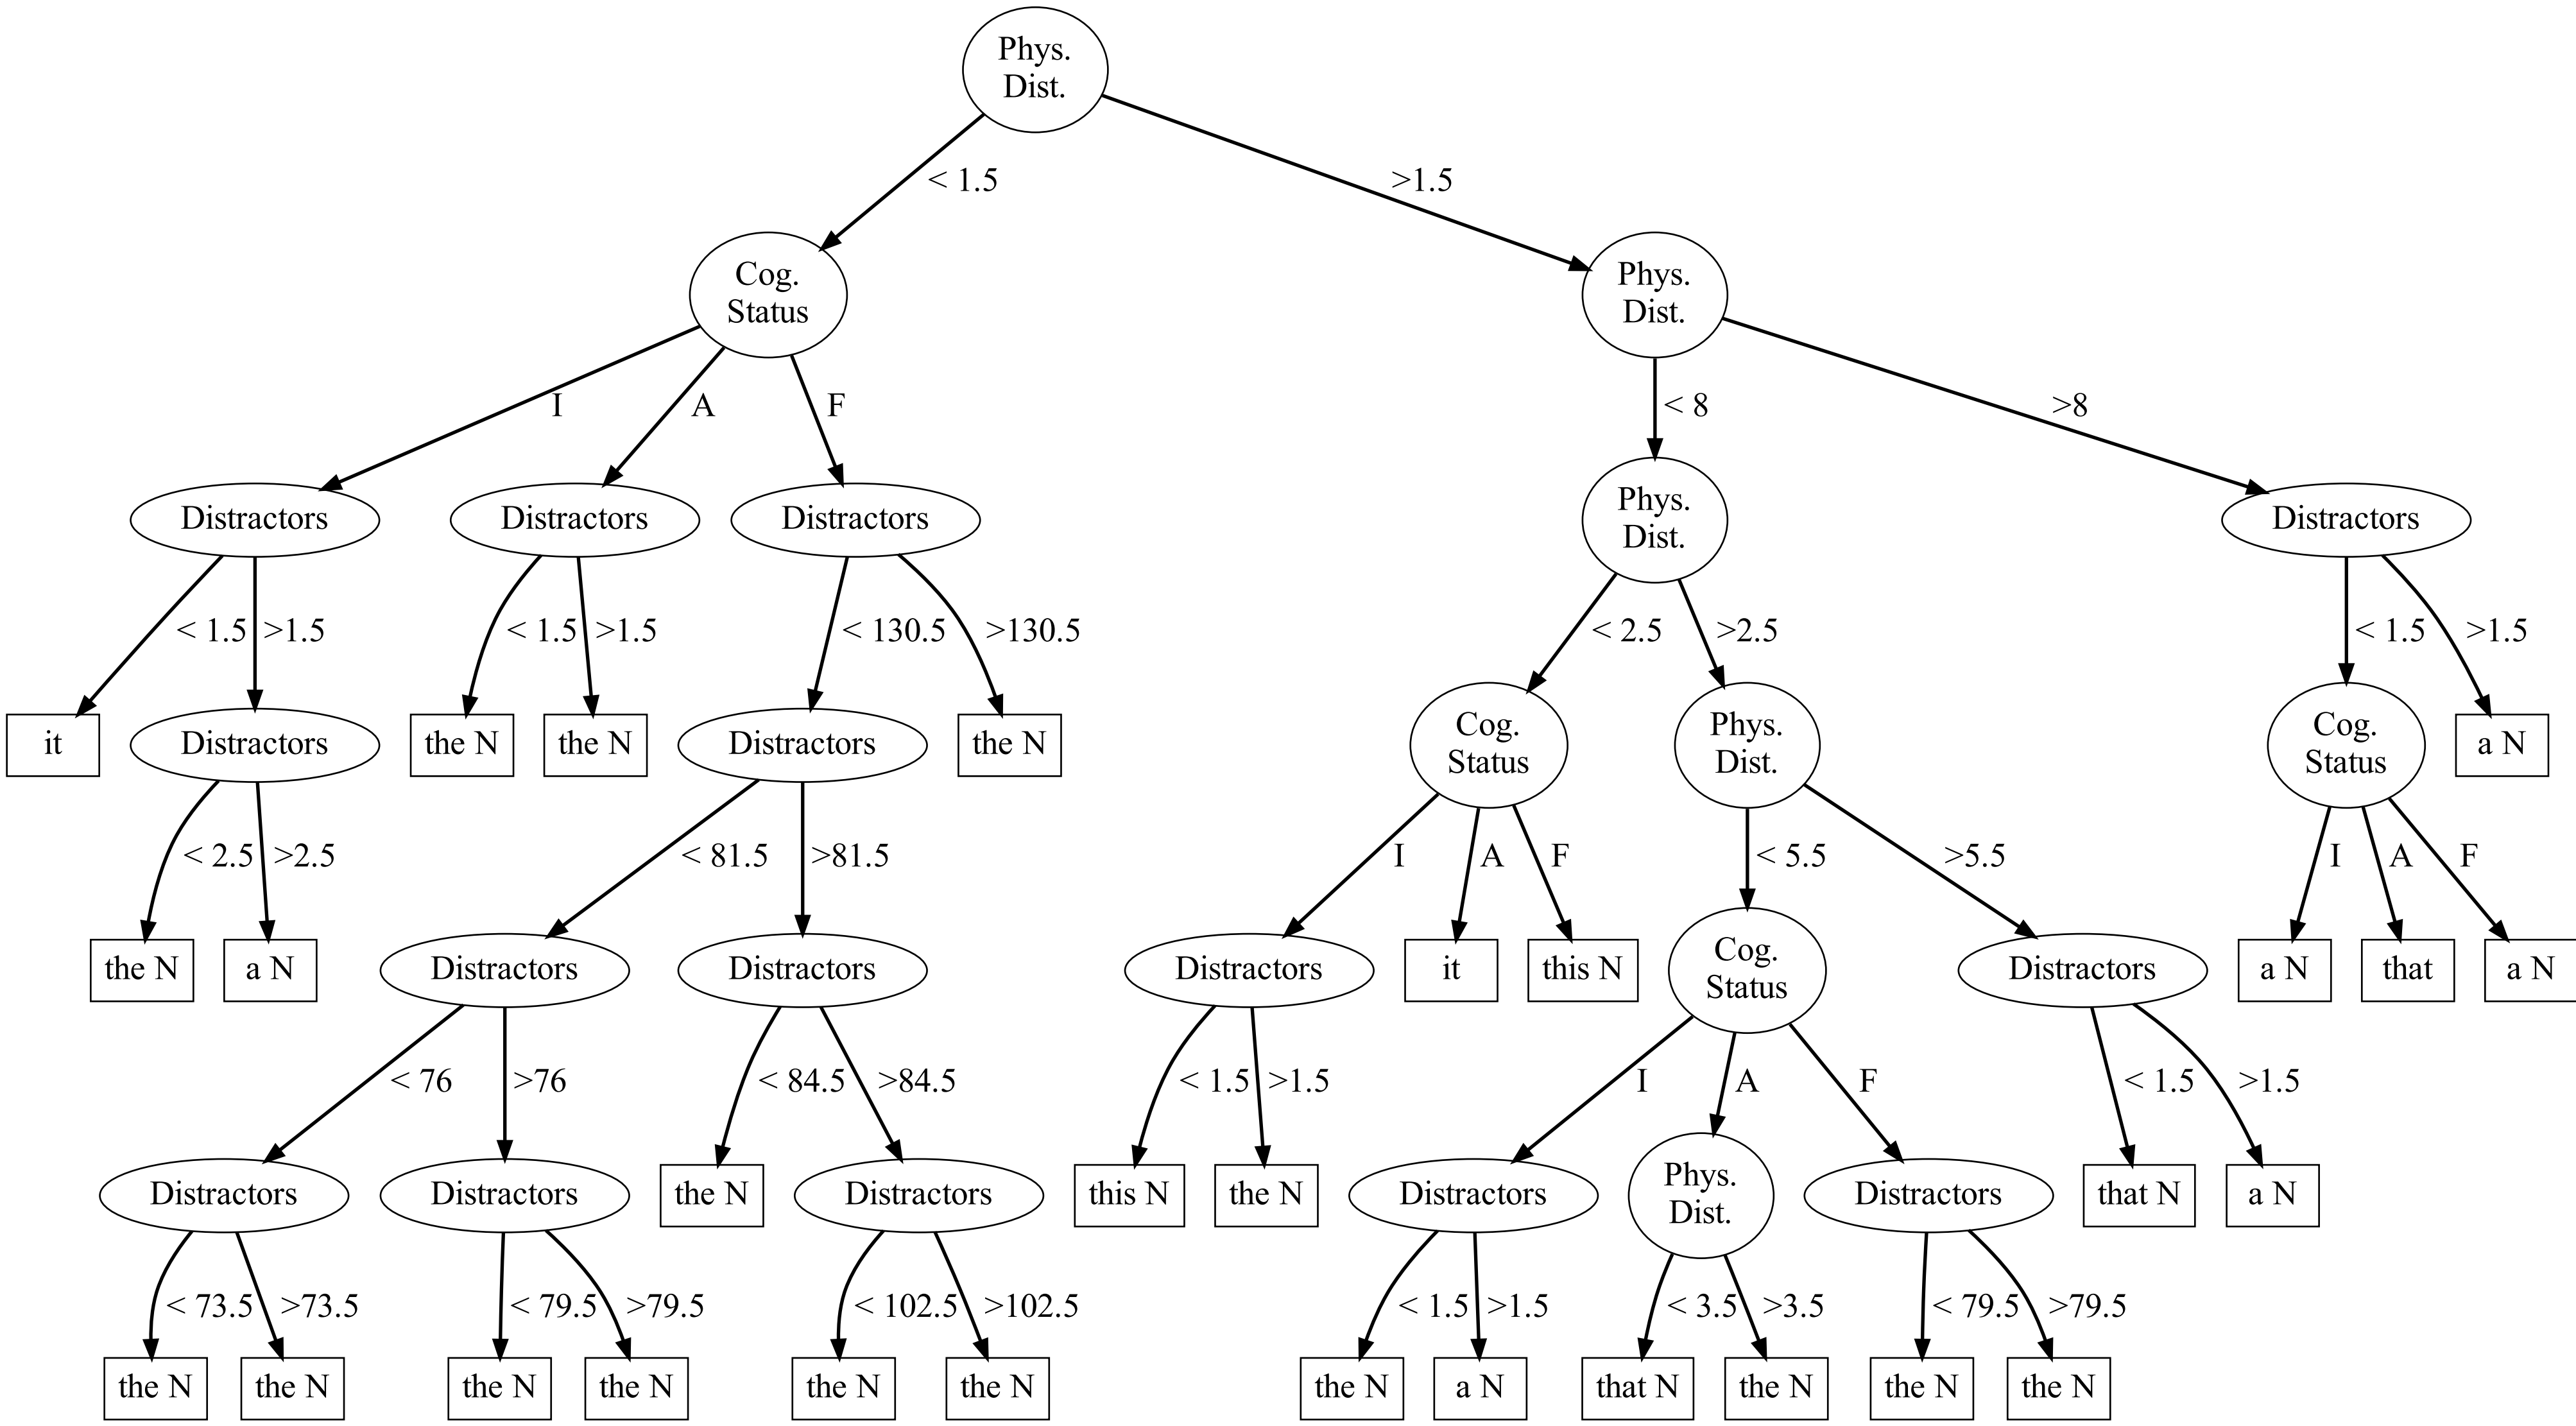 Phys.
Dist.
< 1.5
>1.5
Cog.
Status
Phys.
Dist.
I
A
F
< 8
>8
Distractors
Distractors
Distractors
Phys.
Dist.
Distractors
< 1.5
>1.5
< 1.5
>1.5
< 130.5
>130.5
< 2.5
>2.5
< 1.5
>1.5
it
Distractors
the N
the N
Distractors
the N
Cog.
Status
Phys.
Dist.
Cog.
Status
a N
< 2.5
>2.5
< 81.5
>81.5
I
A
F
< 5.5
>5.5
I
A
F
the N
a N
Distractors
Distractors
Distractors
it
this N
Cog.
Status
Distractors
a N
that
a N
< 76
>76
< 84.5
>84.5
< 1.5
>1.5
I
A
F
< 1.5
>1.5
Distractors
Distractors
the N
Distractors
this N
the N
Distractors
Phys.
Dist.
Distractors
that N
a N
< 73.5
>73.5
< 79.5
>79.5
< 102.5
>102.5
< 1.5
>1.5
< 3.5
>3.5
< 79.5
>79.5
the N
the N
the N
the N
the N
the N
the N
a N
that N
the N
the N
the N